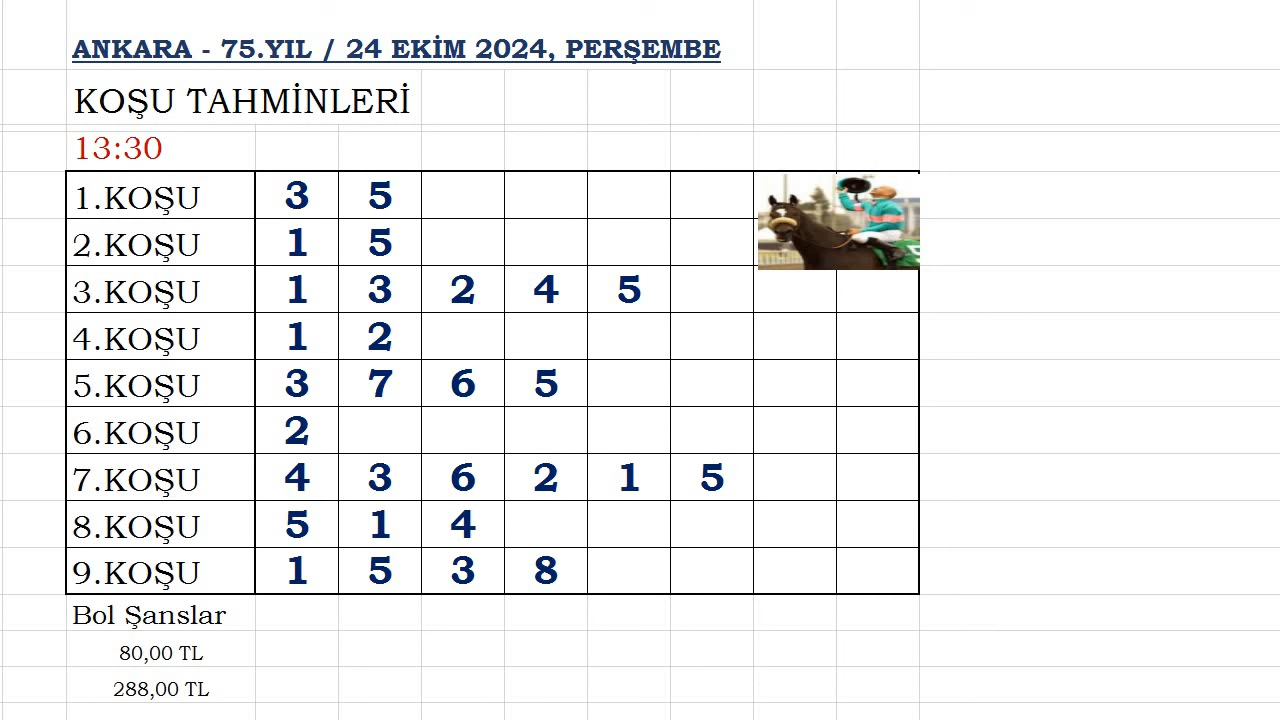 ANKARA - 75.YIL / 24 EKİM 2024, PERŞEMBE
KOŞU TAHMİNLERİ
13:30
1.KOŞU 3 5
2.KOŞU 1 5
3.KOŞU 1 3 2 4 5
4.KOŞU 1 2
5.KOŞU 3 7 6 5
6.KOŞU 2
7.KOŞU 4 3 6 2 1 5
8.KOŞU 5 1 4
9.KOŞU 1 5 3 8
Bol Şanslar
80,00 TL
288,00 TL